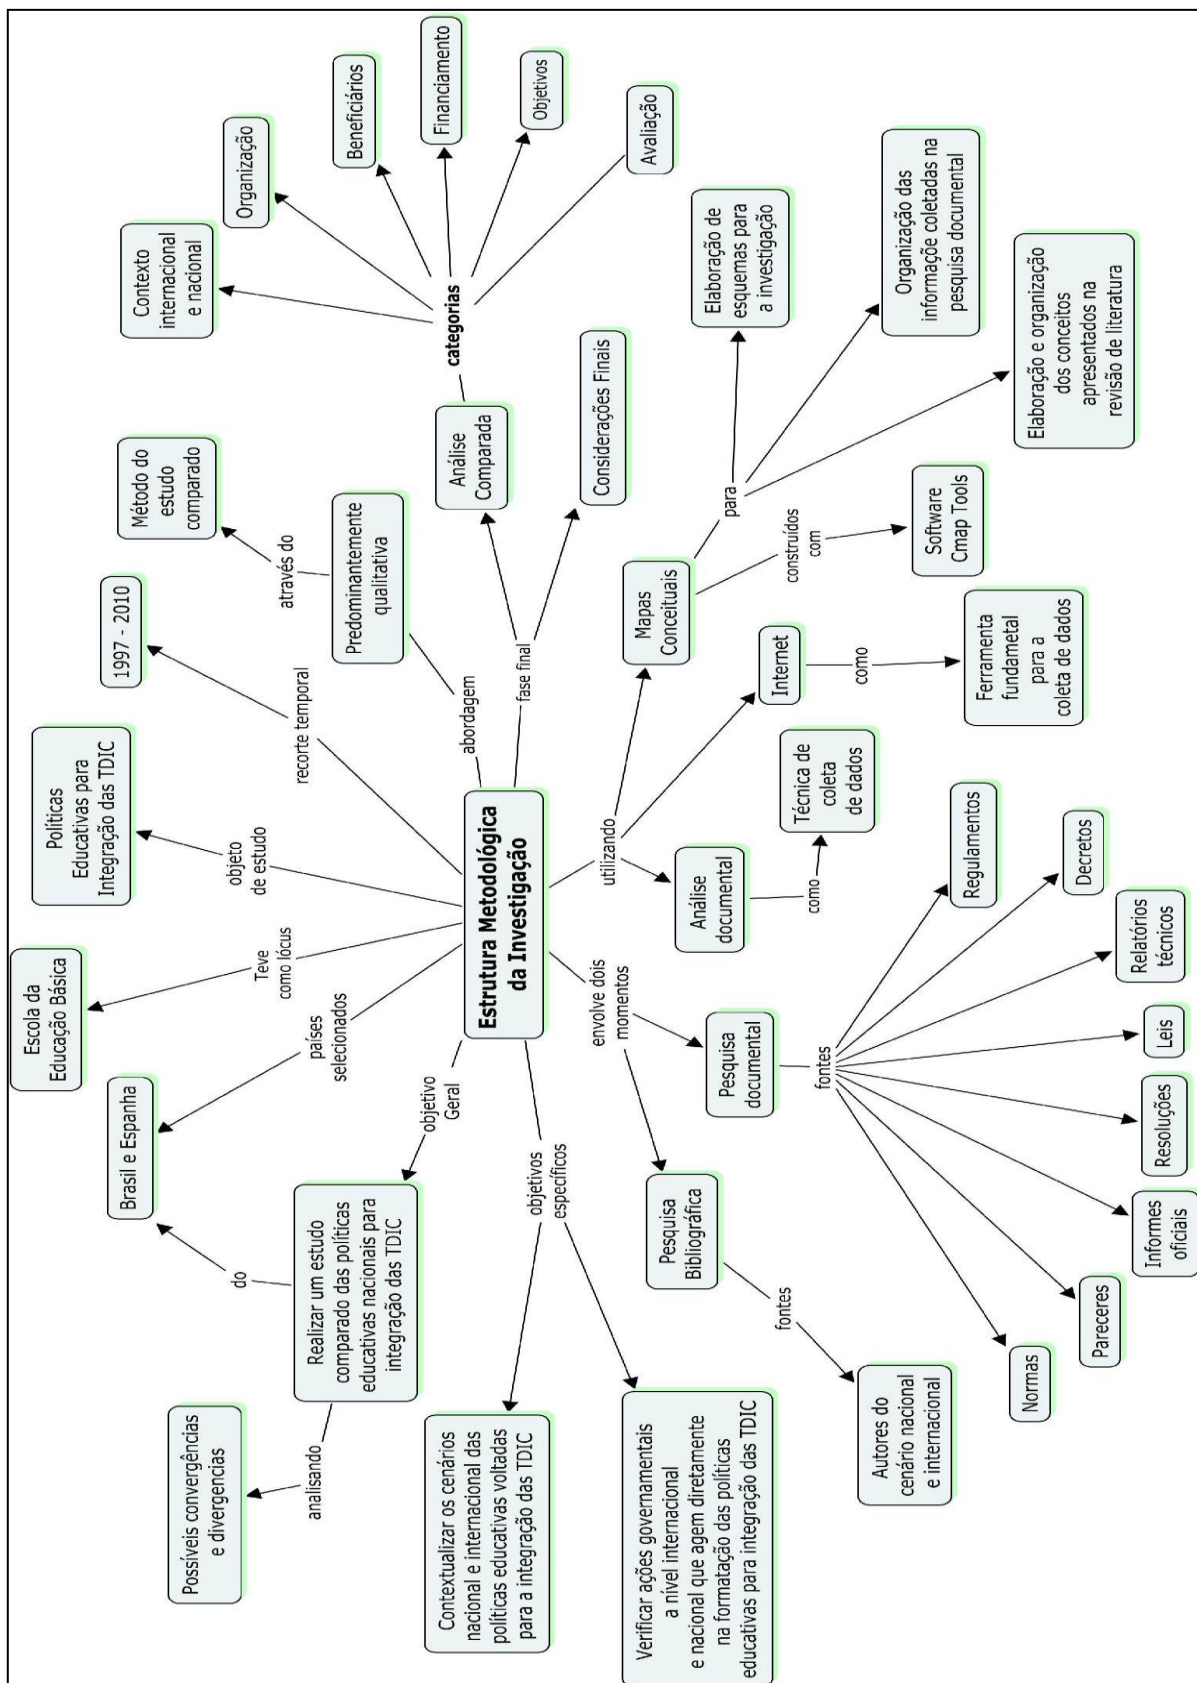 Possíveis convergências
e divergencias
analisando
Realizar um estudo
comparado das políticas
educativas nacionais para
integração das TDIC
do
Brasil e Espanha
países
selecionados
Escola da
Educação Básica
Teve
como lócus
Políticas
Educativas para
Integração das TDIC
objeto
de estudo
1997 - 2010
recorte temporal
Método do
estudo
comparado
através do
Predominantemente
qualitativa
abordagem
Contexto
internacional
e nacional
Organização
Beneficiários
Financiamento
Objetivos
Avaliação
categorias
Análise
Comparada
Considerações Finais
fase final
Estrutura Metodológica
da Investigação
objetivo
Geral
objetivos
específicos
Contextualizar os cenários
nacional e internacional das
políticas educativas voltadas
para a integração das TDIC
Verificar ações governamentais
a nível internacional
e nacional que agem diretamente
na formatação das políticas
educativas para integração das TDIC
envolve dois
momentos
Pesquisa
Bibliográfica
fontes
Autores do
cenário nacional
e internacional
Pesquisa
documental
fontes
Normas
Pareceres
Informes
oficiais
Resoluções
Leis
Relatórios
técnicos
Decretos
Regulamentos
utilizando
Análise
documental
como
Técnica de
coleta
de dados
Internet
como
Ferramenta
fundametal
para a
coleta de dados
Mapas
Conceituais
construídos
com
Software
Cmap Tools
para
Elaboração de
esquemas para
a investigação
Organização das
informaçõe coletadas na
pesquisa documental
Elaboração e organização
dos conceitos
apresentados na
revisão de literatura